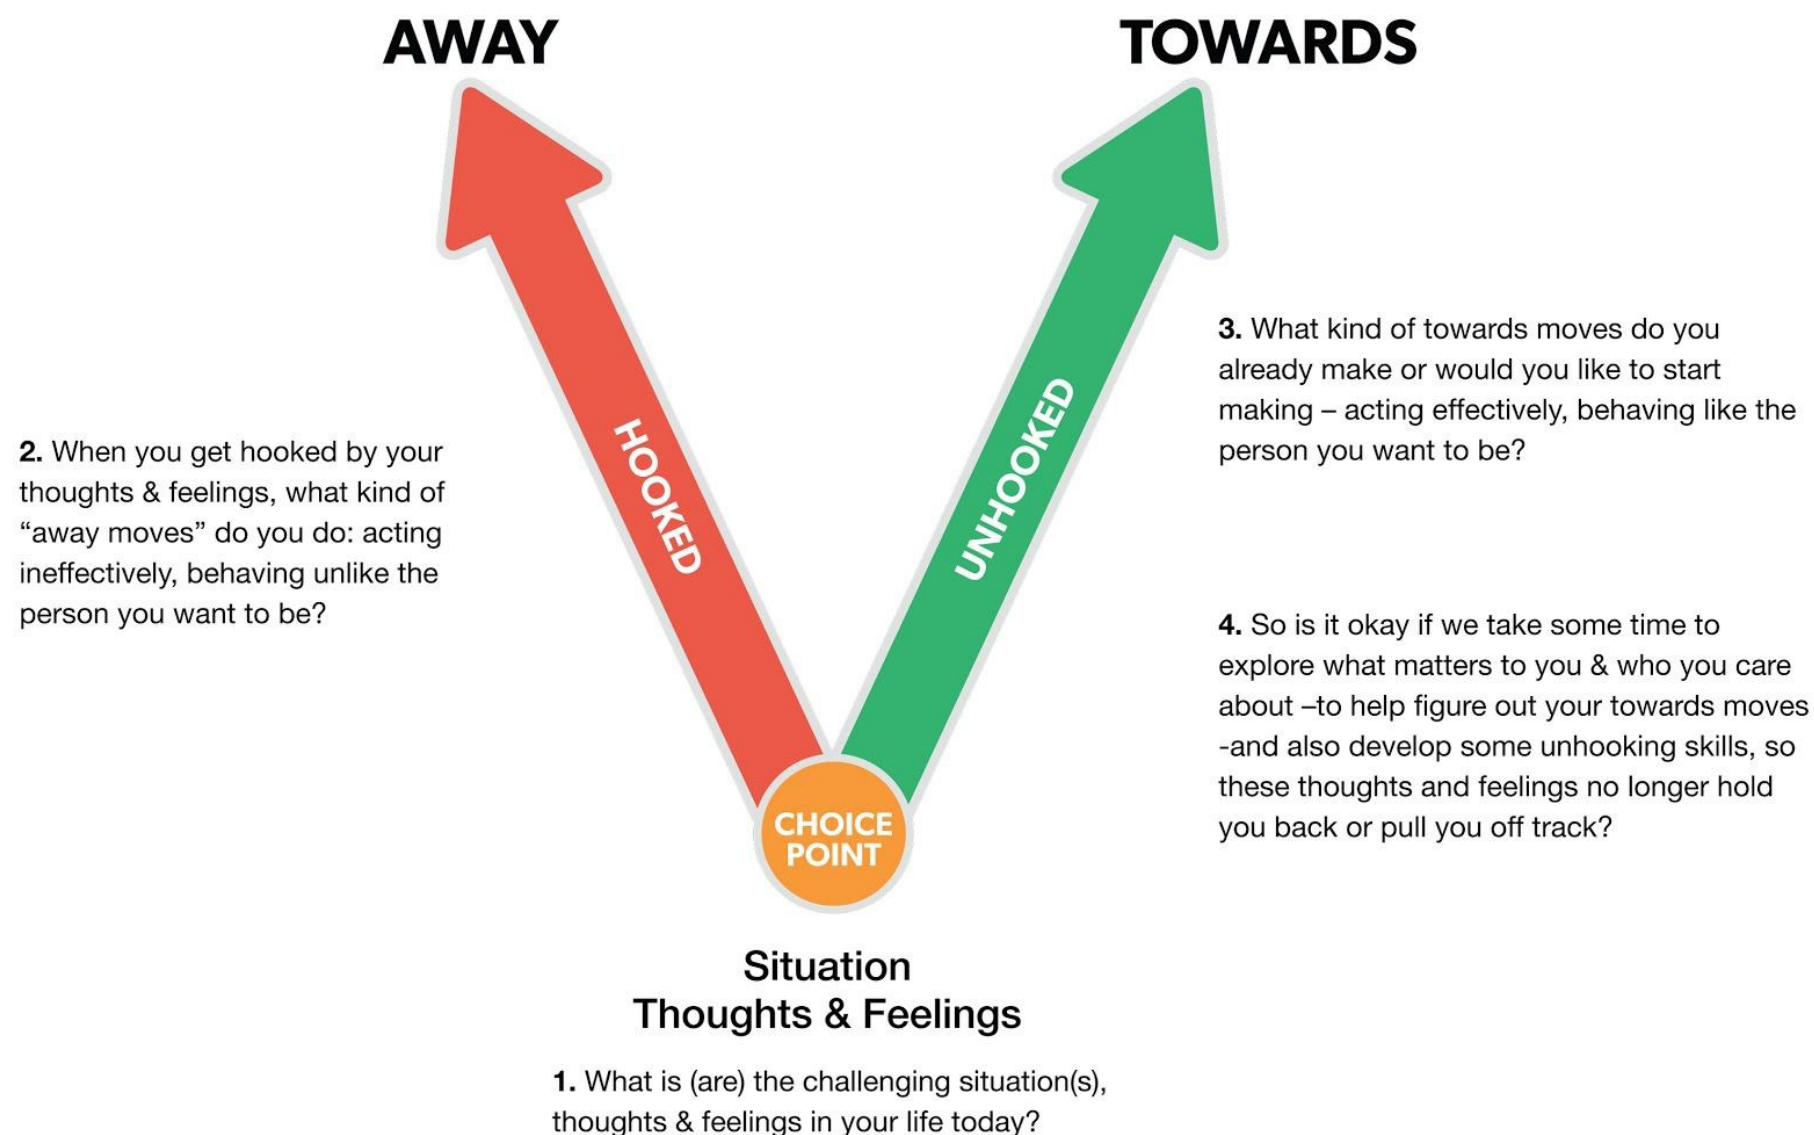 AWAY
TOWARDS
HOOKED
UNHOOKED
2. When you get hooked by your
thoughts & feelings, what kind of
“away moves” do you do: acting
ineffectively, behaving unlike the
person you want to be?
3. What kind of towards moves do you
already make or would you like to start
making – acting effectively, behaving like the
person you want to be?
4. So is it okay if we take some time to
explore what matters to you & who you care
about –to help figure out your towards moves
-and also develop some unhooking skills, so
these thoughts and feelings no longer hold
you back or pull you off track?
CHOICE
POINT
Situation
Thoughts & Feelings
1. What is (are) the challenging situation(s),
thoughts & feelings in your life today?